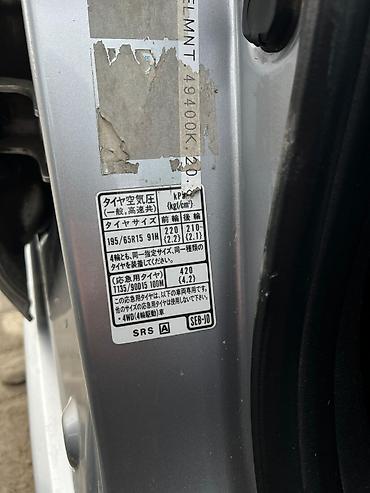 ELMNT 49400K.20.
タイヤ空気圧 kPa
(一般,高速共) (kgf/cm²)
タイヤサイズ 前輪 後輪
195/65R15 91H 220 210
(2.2) (2.1)
4輪とも、同一指定サイズ、同一種類の
タイヤを装着してください。
(応急用タイヤ) 420
T135/90D15 100M (4.2)
この応急用タイヤは、以下の車両専用です。
他のサイズの応急用タイヤは使用しないで下さい。
・4WD(4輪駆動)車
SRS A SEB-J0